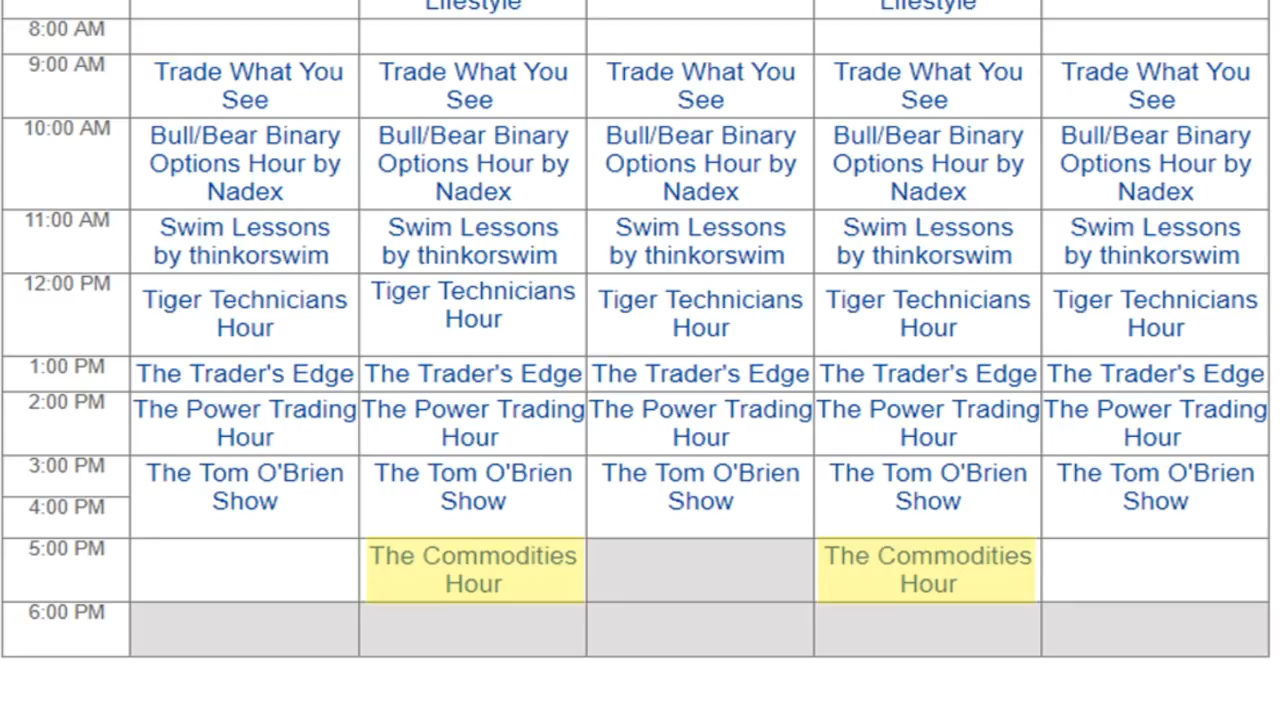 Lifestyle Lifestyle
8:00 AM
9:00 AM Trade What You Trade What You Trade What You Trade What You Trade What You
See See See See See
10:00 AM Bull/Bear Binary Bull/Bear Binary Bull/Bear Binary Bull/Bear Binary Bull/Bear Binary
Options Hour by Options Hour by Options Hour by Options Hour by Options Hour by
Nadex Nadex Nadex Nadex Nadex
11:00 AM Swim Lessons Swim Lessons Swim Lessons Swim Lessons Swim Lessons
by thinkorswim by thinkorswim by thinkorswim by thinkorswim by thinkorswim
12:00 PM Tiger Technicians Tiger Technicians Tiger Technicians Tiger Technicians Tiger Technicians
Hour Hour Hour Hour Hour
1:00 PM The Trader's Edge The Trader's Edge The Trader's Edge The Trader's Edge The Trader's Edge
2:00 PM The Power Trading The Power Trading The Power Trading The Power Trading The Power Trading
Hour Hour Hour Hour Hour
3:00 PM The Tom O'Brien The Tom O'Brien The Tom O'Brien The Tom O'Brien The Tom O'Brien
4:00 PM Show Show Show Show Show
5:00 PM The Commodities The Commodities
Hour Hour
6:00 PM